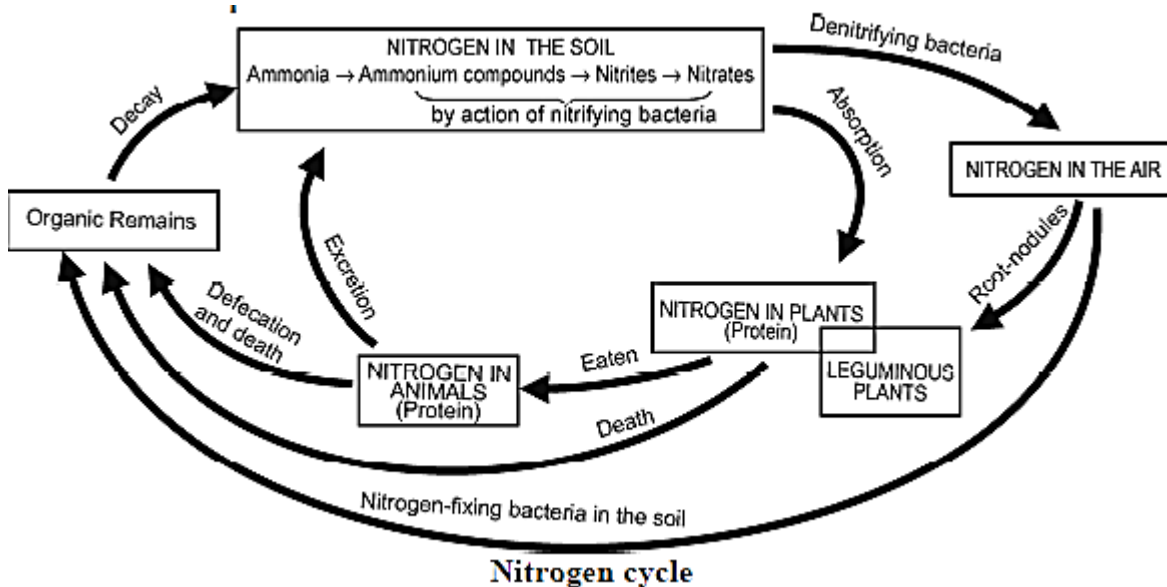 NITROGEN IN THE SOIL
Ammonia → Ammonium compounds → Nitrites → Nitrates
by action of nitrifying bacteria
Denitrifying bacteria
Decay
Absorption
NITROGEN IN THE AIR
Organic Remains
Excretion
Root-nodules
Defecation
and death
NITROGEN IN PLANTS
(Protein)
LEGUMINOUS
PLANTS
Eaten
NITROGEN IN
ANIMALS
(Protein)
Death
Nitrogen-fixing bacteria in the soil
Nitrogen cycle